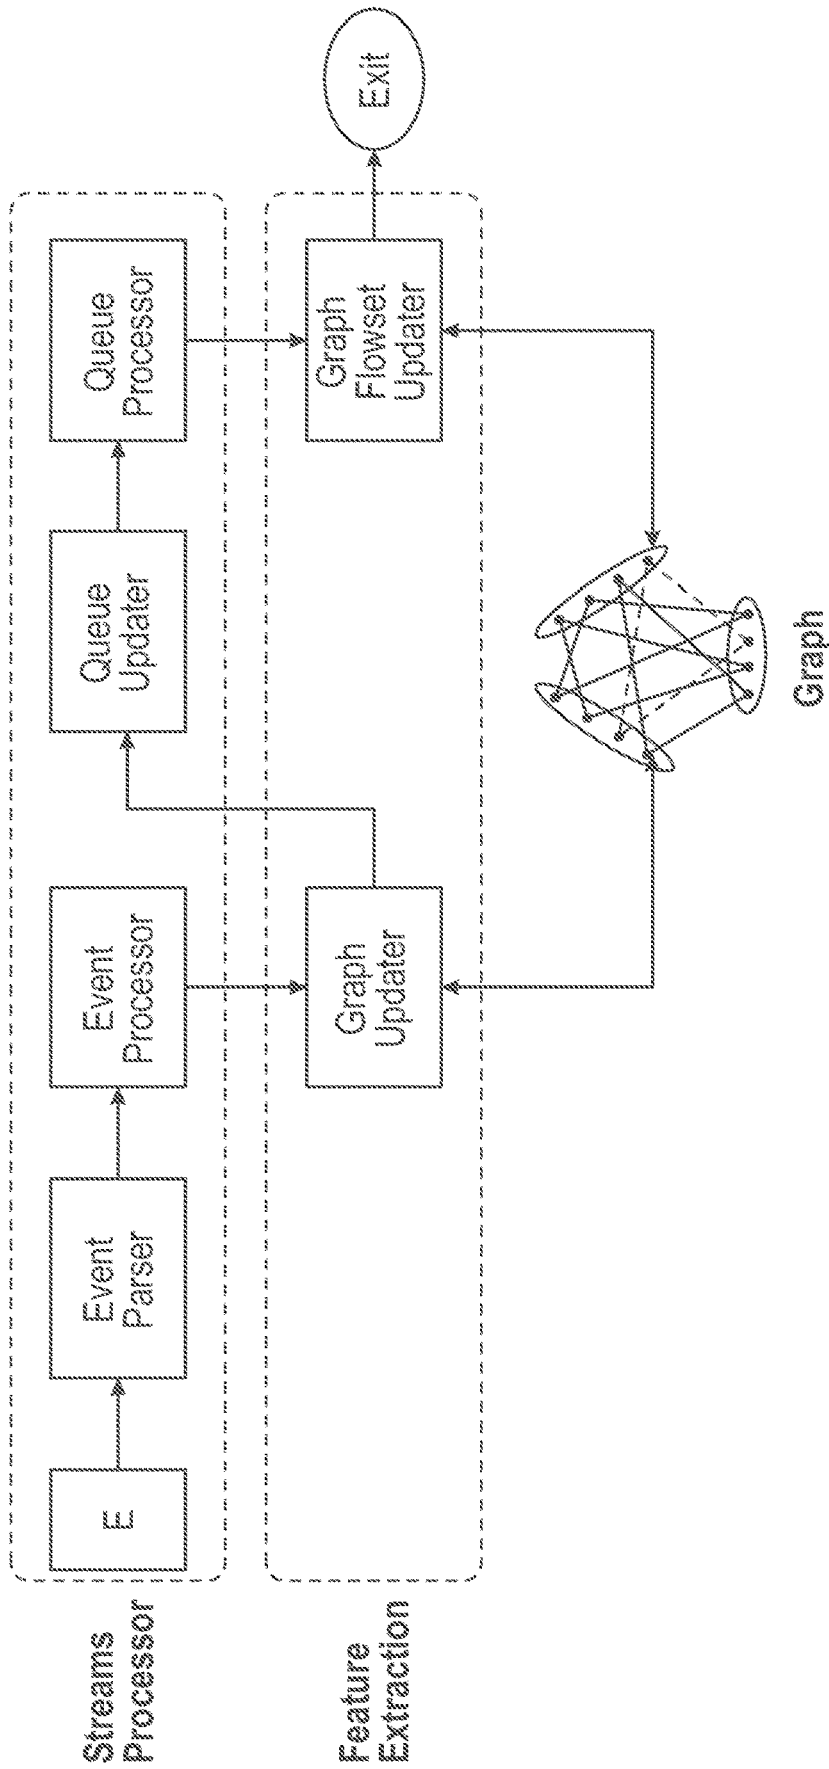 Streams
Processor
E
Event
Parser
Event
Processor
Queue
Updater
Queue
Processor
Feature
Extraction
Graph
Updater
Graph
Flowset
Updater
Exit
Graph